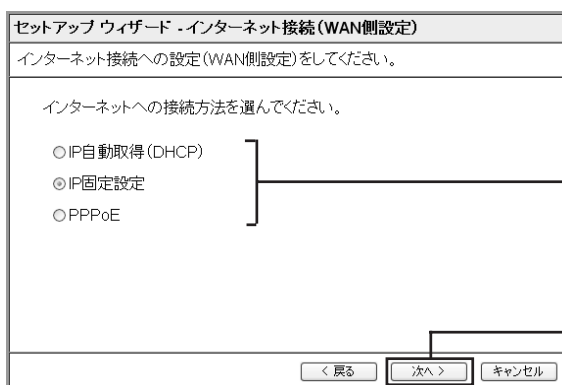 セットアップ ウィザード - インターネット接続(WAN側設定)
インターネット接続への設定(WAN側設定)をしてください。
インターネットへの接続方法を選んでください。
IP自動取得(DHCP)
IP固定設定
PPPoE
< 戻る 次へ > キャンセル